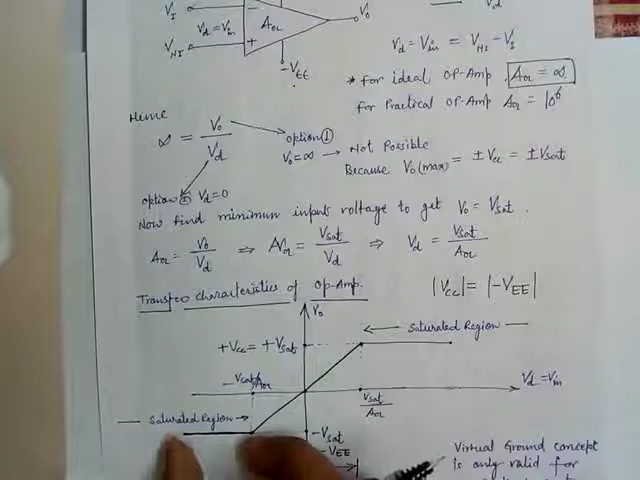 V_I
−
V_d=V_in
A_OL
V_o
V_NI
+
−V_EE
V_d
V_d = V_in = V_NI − V_I
* for ideal OP-Amp A_OL = ∞
for Practical OP-Amp A_OL = 10^6
Hence
∞ = V_o / V_d
option ①
V_o = ∞ → Not Possible
Because V_o(max) = ±V_cc = ±V_sat
option ② V_d = 0
Now find minimum input voltage to get V_o = V_sat .
A_OL = V_o / V_d ⇒ A_OL = V_sat / V_d ⇒ V_d = V_sat / A_OL
Transfer characteristics of OP-Amp.
|V_CC| = |−V_EE|
V_o
← Saturated Region —
+V_cc = +V_sat
−V_sat/A_OL
V_d = V_in
V_sat / A_OL
— Saturated Region →
−V_sat
−V_EE
Virtual Ground concept
is only valid for